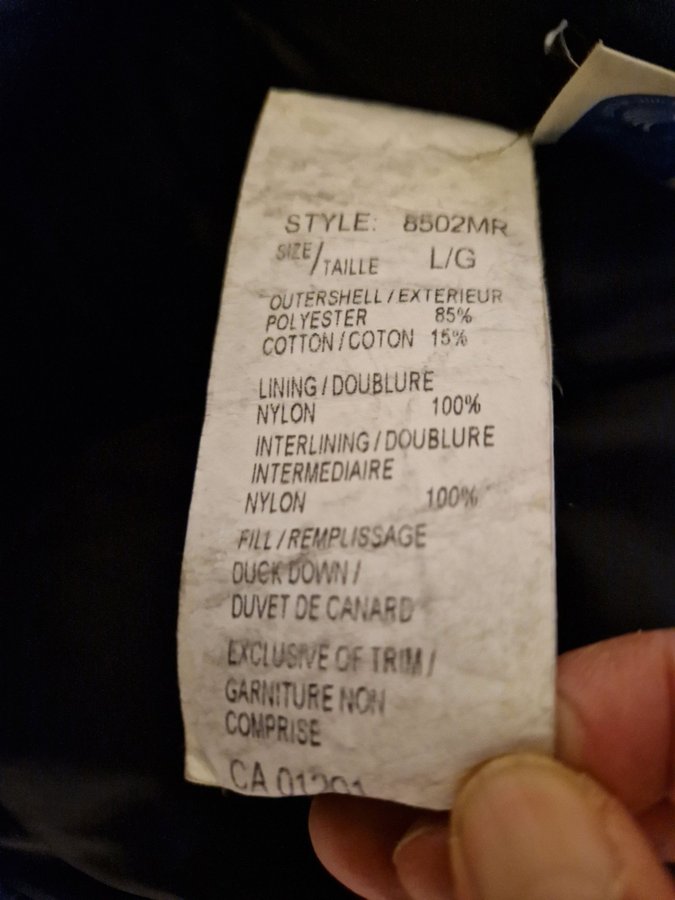 STYLE: 8502MR
SIZE/TAILLE L/G
OUTERSHELL / EXTERIEUR
POLYESTER 85%
COTTON / COTON 15%
LINING / DOUBLURE
NYLON 100%
INTERLINING / DOUBLURE
INTERMEDIAIRE
NYLON 100%
FILL / REMPLISSAGE
DUCK DOWN /
DUVET DE CANARD
EXCLUSIVE OF TRIM /
GARNITURE NON
COMPRISE
CA